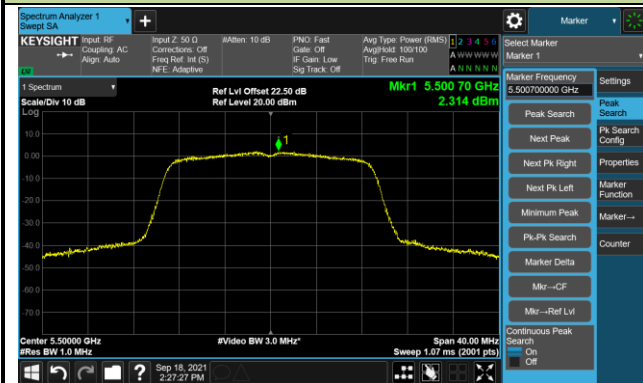 Spectrum Analyzer 1
Swept SA
+
Marker
KEYSIGHT
Input: RF
Coupling: AC
Align: Auto
Input Z: 50 Ω
Corrections: Off
Freq Ref: Int (S)
NFE: Adaptive
#Atten: 10 dB
PNO: Fast
Gate: Off
IF Gain: Low
Sig Track: Off
Avg Type: Power (RMS)
Avg|Hold: 100/100
Trig: Free Run
1 2 3 4 5 6
A W W W W W
A N N N N N
Select Marker
Marker 1
1 Spectrum
Scale/Div 10 dB
Log
Ref Lvl Offset 22.50 dB
Ref Level 20.00 dBm
Mkr1 5.500 70 GHz
2.314 dBm
Marker Frequency
5.500700000 GHz
Peak Search
Next Peak
Next Pk Right
Next Pk Left
Minimum Peak
Pk-Pk Search
Marker Delta
Mkr→CF
Mkr→Ref Lvl
Continuous Peak
Search
On
Off
Settings
Peak
Search
Pk Search
Config
Properties
Marker
Function
Marker→
Counter
10.0
0.00
-10.0
-20.0
-30.0
-40.0
-50.0
-60.0
-70.0
1
Center 5.50000 GHz
#Res BW 1.0 MHz
#Video BW 3.0 MHz*
Span 40.00 MHz
Sweep 1.07 ms (2001 pts)
?
Sep 18, 2021
2:27:27 PM